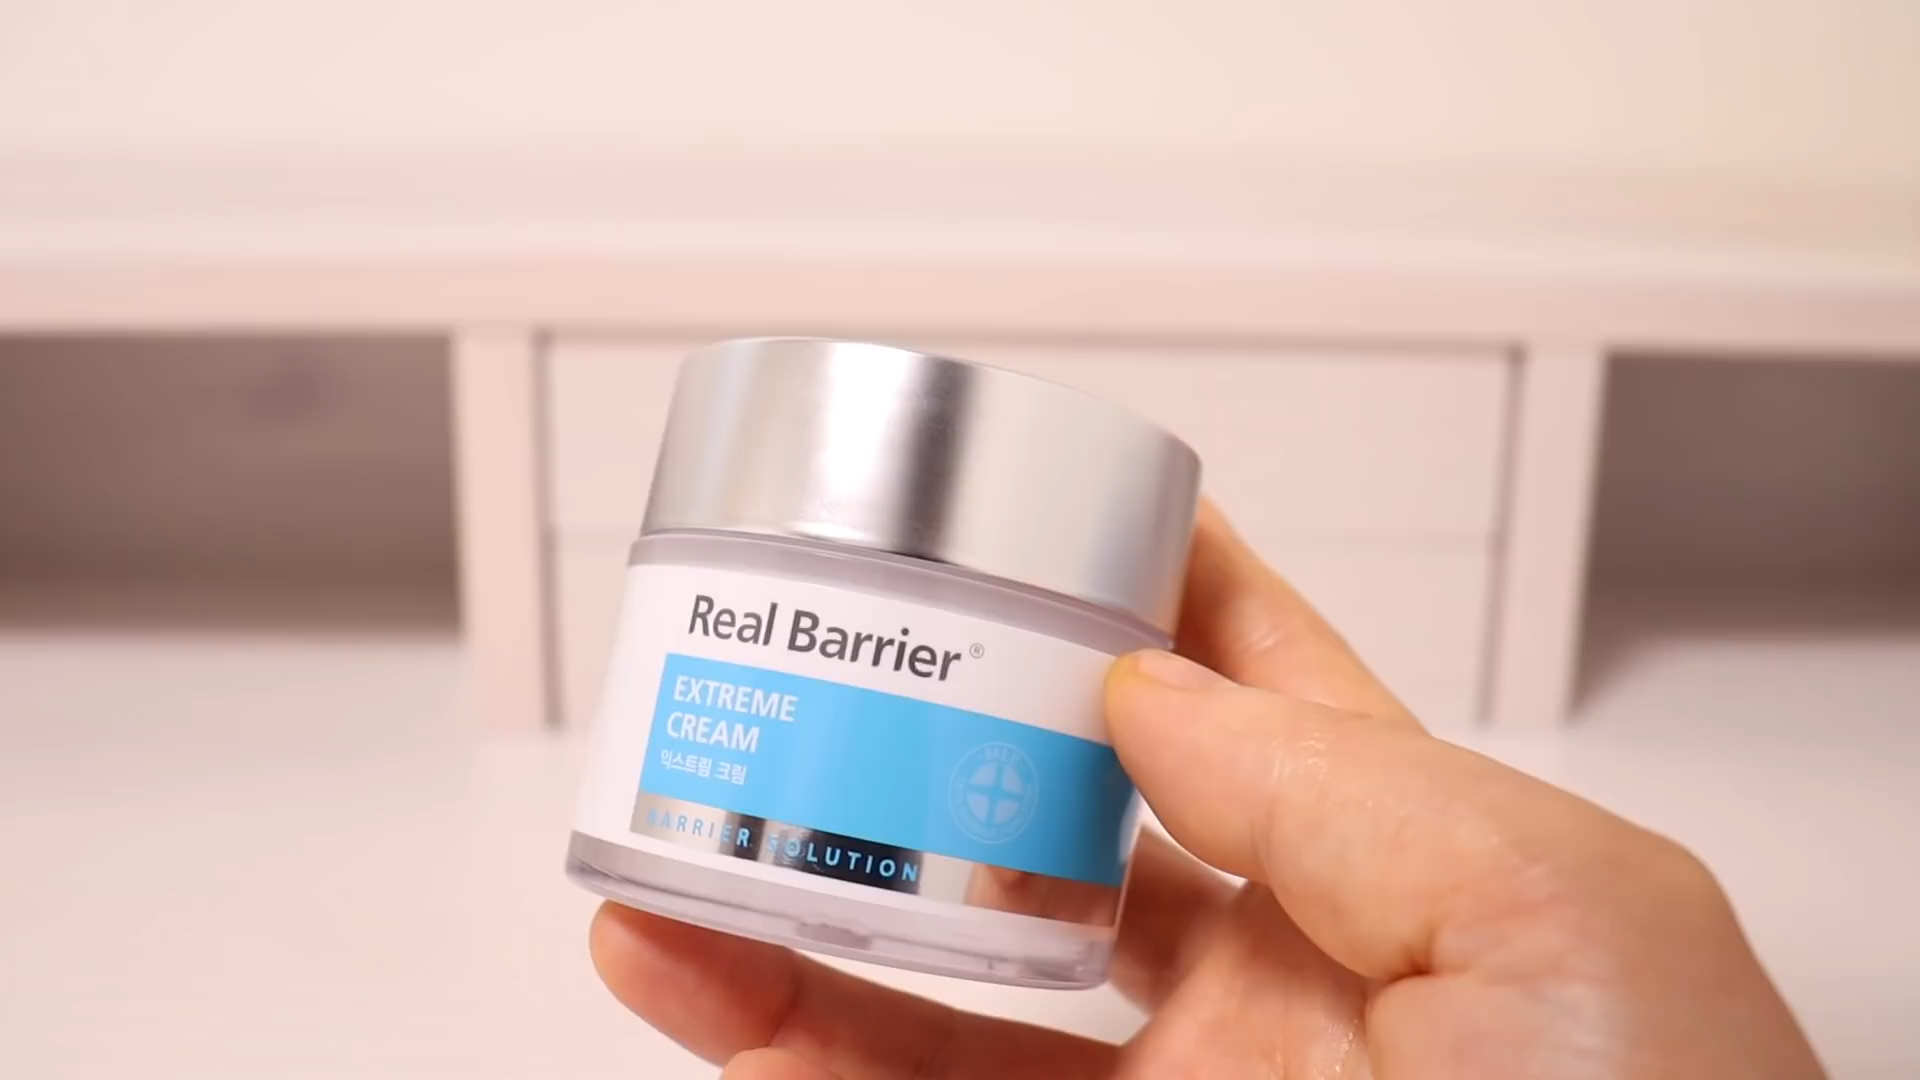 Real Barrier®
EXTREME
CREAM
익스트림 크림
BARRIER SOLUTION